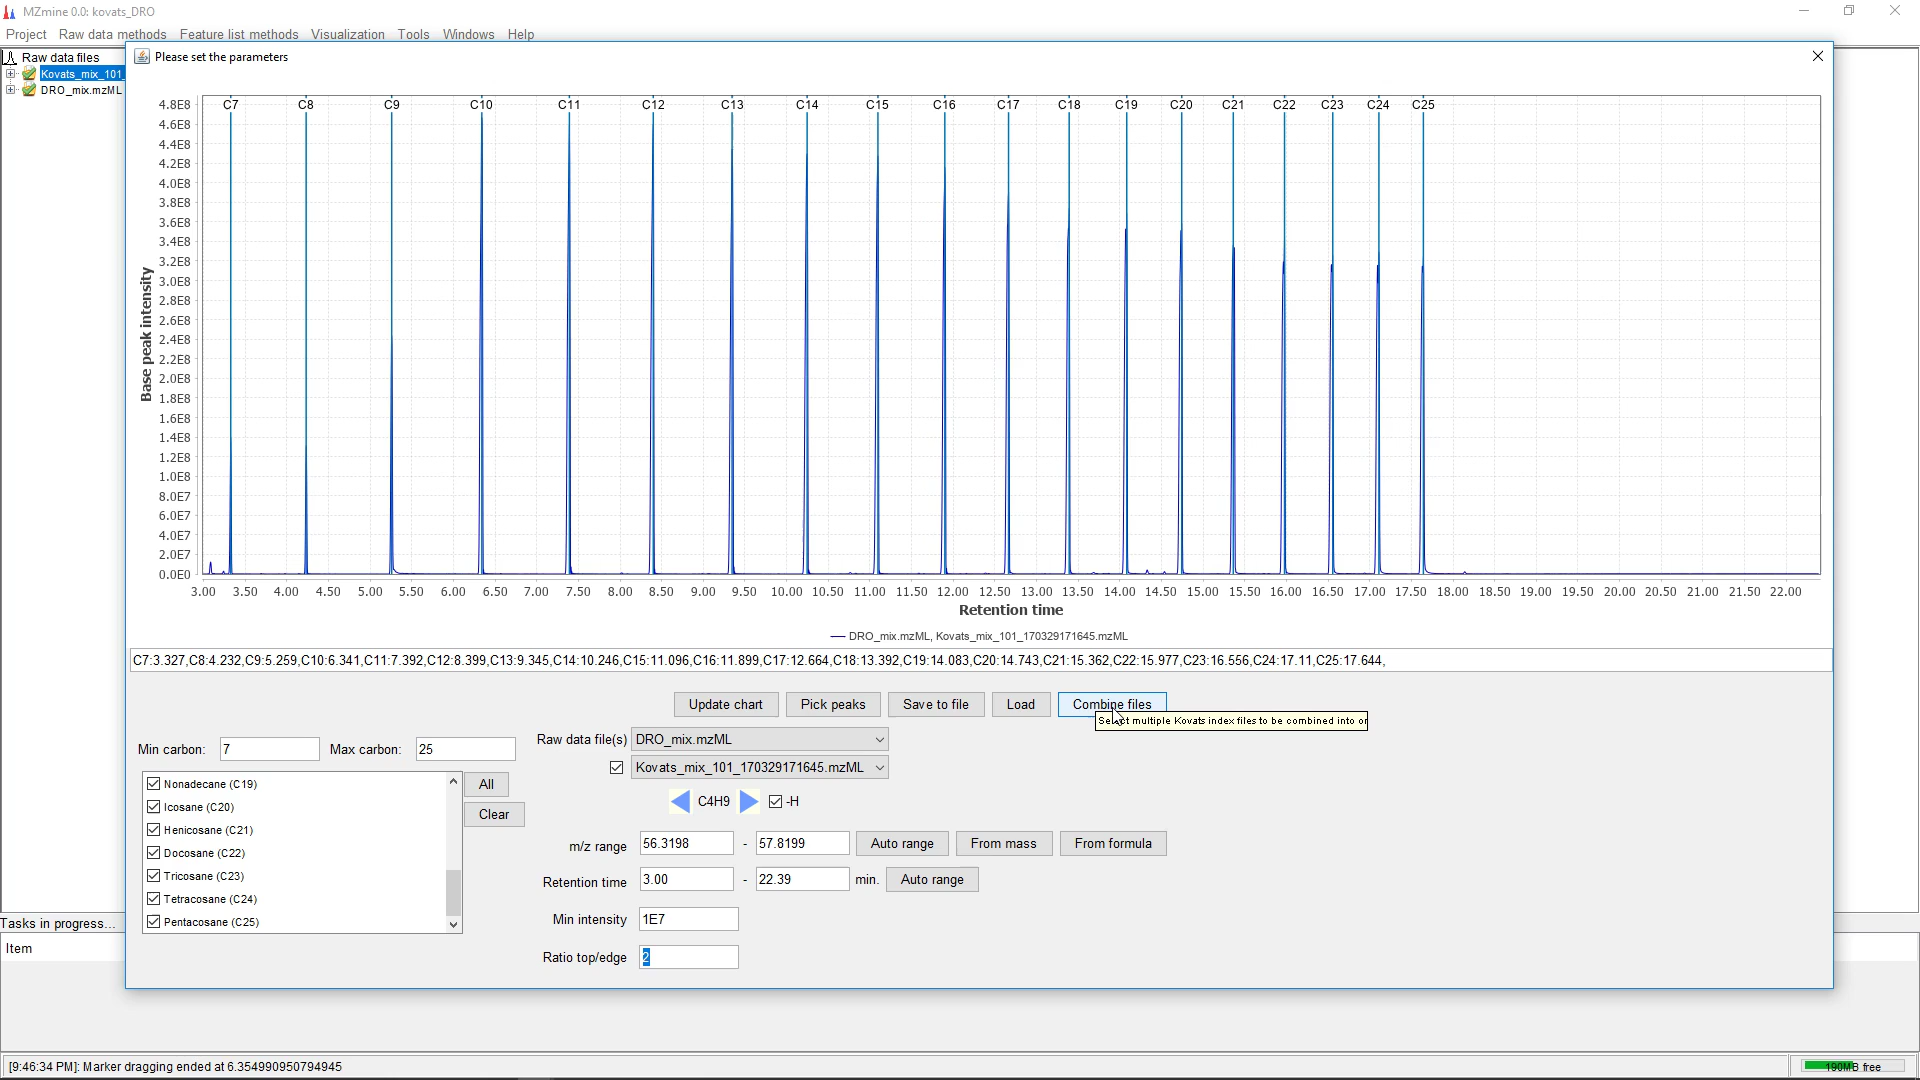 MZmine 0.0: kovats_DRO
Project Raw data methods Feature list methods Visualization Tools Windows Help
Raw data files
Kovats_mix_101_
DRO_mix.mzML
Please set the parameters
C7 C8 C9 C10 C11 C12 C13 C14 C15 C16 C17 C18 C19 C20 C21 C22 C23 C24 C25
4.8E8
4.6E8
4.4E8
4.2E8
4.0E8
3.8E8
3.6E8
3.4E8
3.2E8
3.0E8
2.8E8
2.6E8
2.4E8
2.2E8
2.0E8
1.8E8
1.6E8
1.4E8
1.2E8
1.0E8
8.0E7
6.0E7
4.0E7
2.0E7
0.0E0
Base peak intensity
3.00 3.50 4.00 4.50 5.00 5.50 6.00 6.50 7.00 7.50 8.00 8.50 9.00 9.50 10.00 10.50 11.00 11.50 12.00 12.50 13.00 13.50 14.00 14.50 15.00 15.50 16.00 16.50 17.00 17.50 18.00 18.50 19.00 19.50 20.00 20.50 21.00 21.50 22.00
Retention time
DRO_mix.mzML, Kovats_mix_101_170329171645.mzML
C7:3.327,C8:4.232,C9:5.259,C10:6.341,C11:7.392,C12:8.399,C13:9.345,C14:10.246,C15:11.096,C16:11.899,C17:12.664,C18:13.392,C19:14.083,C20:14.743,C21:15.362,C22:15.977,C23:16.556,C24:17.11,C25:17.644,
Update chart Pick peaks Save to file Load Combine files
multiple Kovats index files to be combined into or
Min carbon: 7 Max carbon: 25
Nonadecane (C19)
Icosane (C20)
Henicosane (C21)
Docosane (C22)
Tricosane (C23)
Tetracosane (C24)
Pentacosane (C25)
All
Clear
Raw data file(s) DRO_mix.mzML
Kovats_mix_101_170329171645.mzML
C4H9 -H
m/z range 56.3198 - 57.8199 Auto range From mass From formula
Retention time 3.00 - 22.39 min. Auto range
Min intensity 1E7
Ratio top/edge 2
Tasks in progress...
Item
[9:46:34 PM]: Marker dragging ended at 6.354990950794945
190MB free